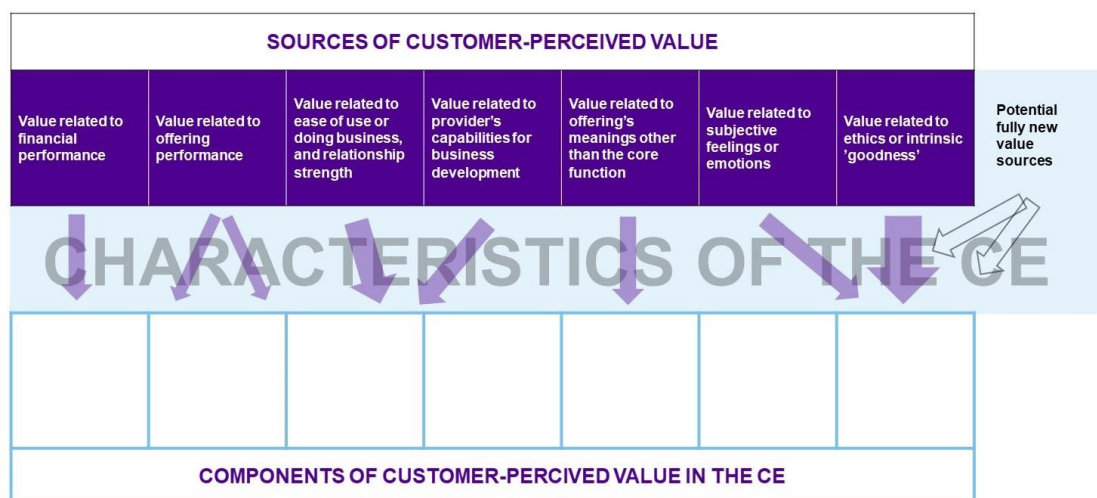 SOURCES OF CUSTOMER-PERCEIVED VALUE
Value related to
financial
performance
Value related to
offering
performance
Value related to
ease of use or
doing business,
and relationship
strength
Value related to
provider's
capabilities for
business
development
Value related to
offering's
meanings other
than the core
function
Value related to
subjective
feelings or
emotions
Value related to
ethics or intrinsic
'goodness'
Potential
fully new
value
sources
CHARACTERISTICS OF THE CE
COMPONENTS OF CUSTOMER-PERCIVED VALUE IN THE CE